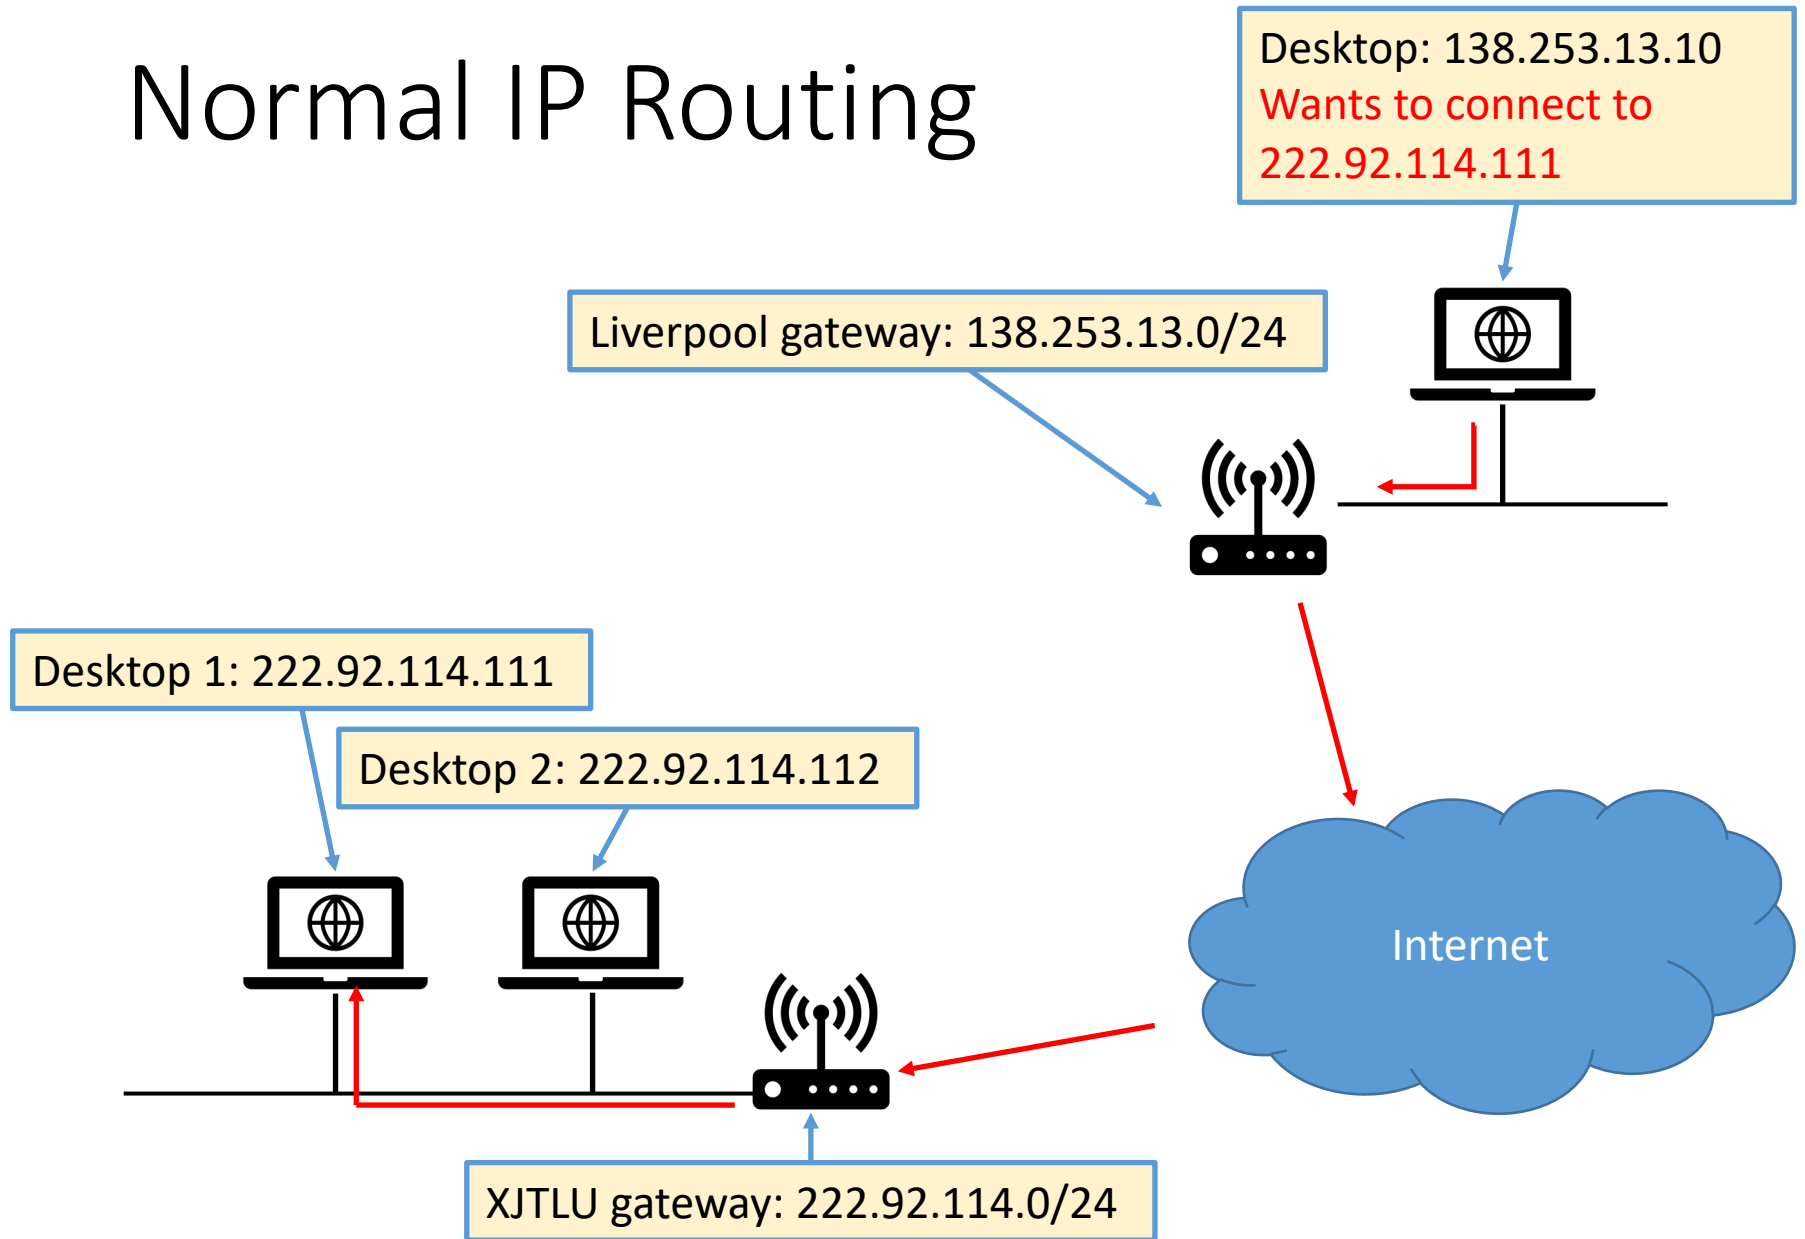 Normal IP Routing
Desktop: 138.253.13.10
Wants to connect to
222.92.114.111
Liverpool gateway: 138.253.13.0/24
Desktop 1: 222.92.114.111
Desktop 2: 222.92.114.112
Internet
XJTLU gateway: 222.92.114.0/24